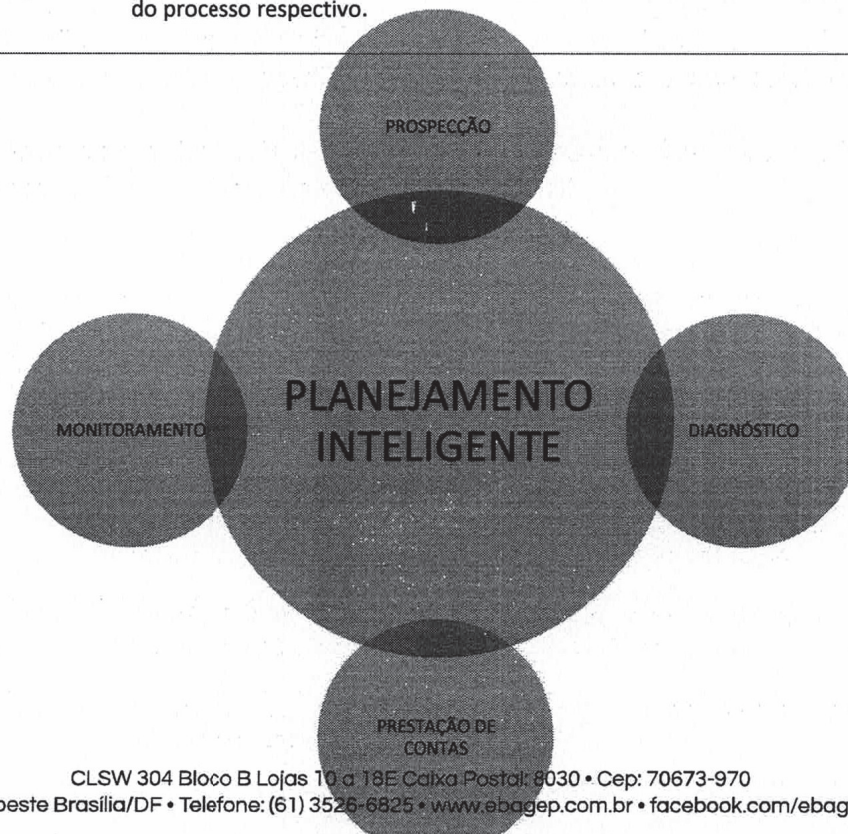 do processo respectivo.
PROSPECÇÃO
MONITORAMENTO
PLANEJAMENTO
INTELIGENTE
DIAGNÓSTICO
PRESTAÇÃO DE
CONTAS
CLSW 304 Bloco B Lojas 10 a 18E Caixa Postal: 8030 • Cep: 70673-970
oeste Brasília/DF • Telefone: (61) 3526-6825 • www.ebagep.com.br • facebook.com/ebag